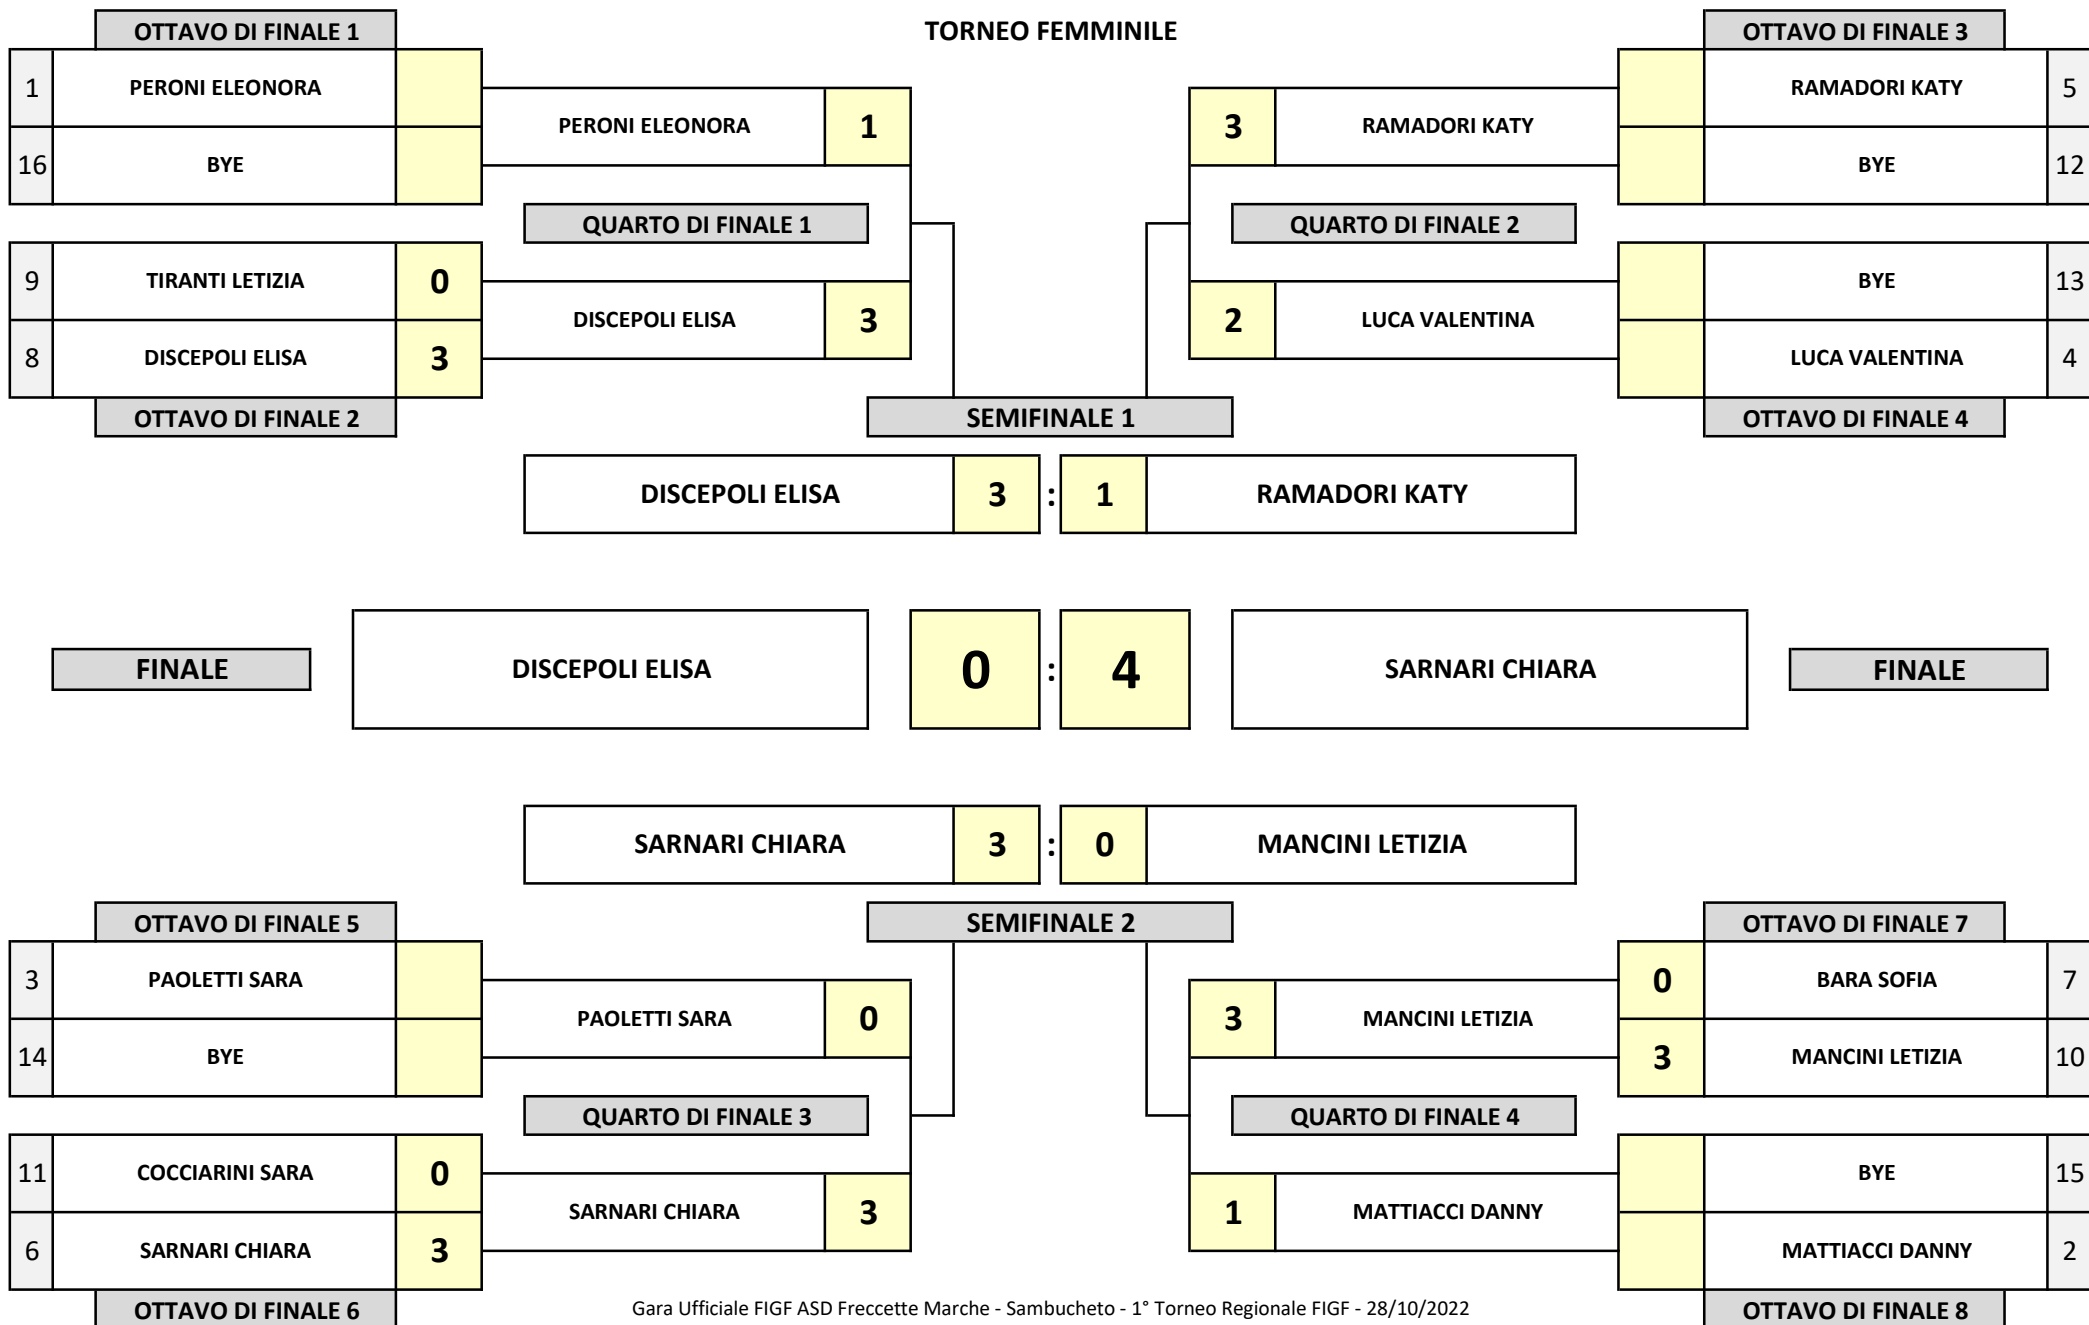 TORNEO FEMMINILE
OTTAVO DI FINALE 1
1 PERONI ELEONORA
16 BYE
PERONI ELEONORA 1
QUARTO DI FINALE 1
9 TIRANTI LETIZIA 0
8 DISCEPOLI ELISA 3
OTTAVO DI FINALE 2
DISCEPOLI ELISA 3
OTTAVO DI FINALE 3
RAMADORI KATY 5
BYE 12
3 RAMADORI KATY
QUARTO DI FINALE 2
BYE 13
LUCA VALENTINA 4
OTTAVO DI FINALE 4
2 LUCA VALENTINA
SEMIFINALE 1
DISCEPOLI ELISA 3 : 1 RAMADORI KATY
FINALE DISCEPOLI ELISA 0 : 4 SARNARI CHIARA FINALE
SARNARI CHIARA 3 : 0 MANCINI LETIZIA
SEMIFINALE 2
OTTAVO DI FINALE 5
3 PAOLETTI SARA
14 BYE
PAOLETTI SARA 0
QUARTO DI FINALE 3
11 COCCIARINI SARA 0
6 SARNARI CHIARA 3
OTTAVO DI FINALE 6
SARNARI CHIARA 3
OTTAVO DI FINALE 7
0 BARA SOFIA 7
3 MANCINI LETIZIA 10
3 MANCINI LETIZIA
QUARTO DI FINALE 4
BYE 15
MATTIACCI DANNY 2
OTTAVO DI FINALE 8
1 MATTIACCI DANNY
Gara Ufficiale FIGF ASD Freccette Marche - Sambucheto - 1° Torneo Regionale FIGF - 28/10/2022